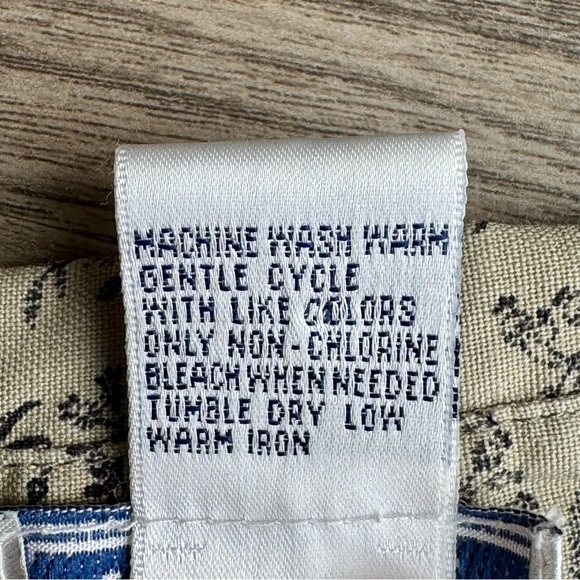 MACHINE WASH WARM
GENTLE CYCLE
WITH LIKE COLORS
ONLY NON-CHLORINE
BLEACH WHEN NEEDED
TUMBLE DRY LOW
WARM IRON